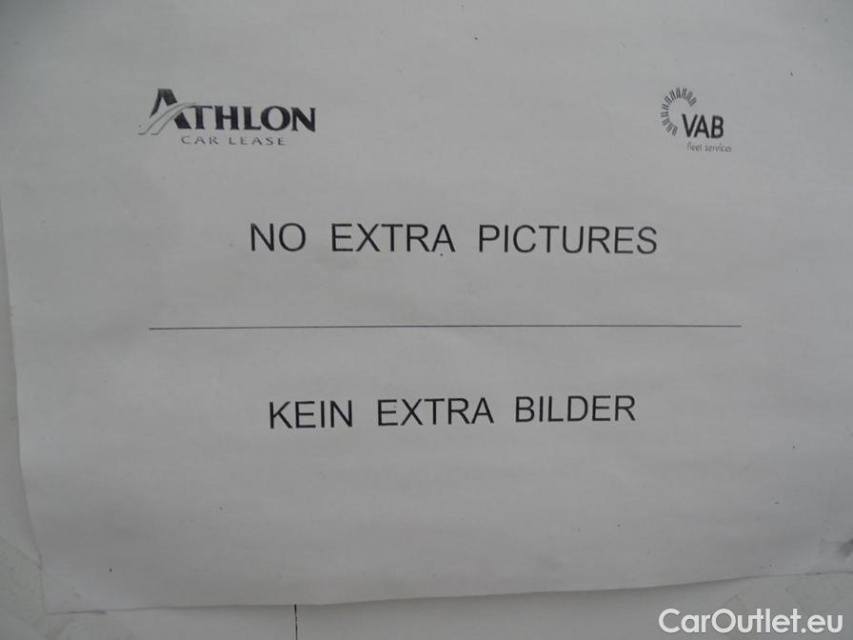 ATHLON
CAR LEASE
VAB
fleet services
NO EXTRA PICTURES
KEIN EXTRA BILDER
CarOutlet.eu